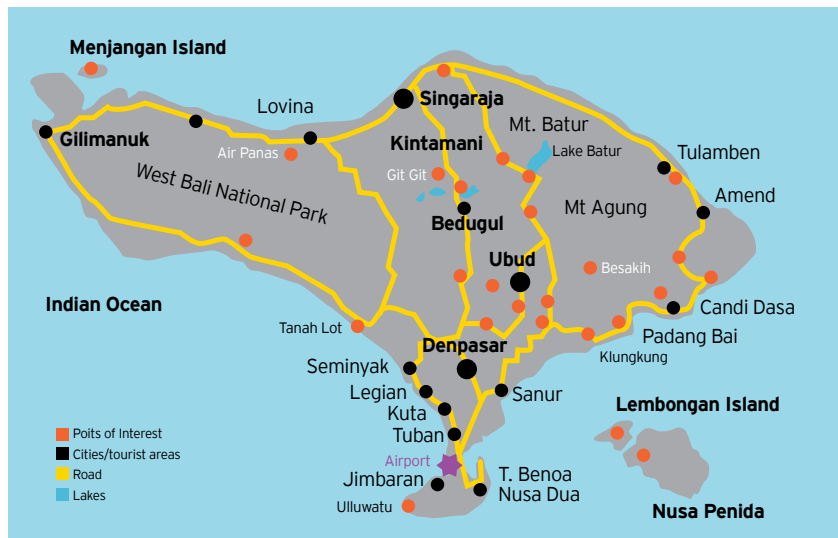 Menjangan Island
Lovina
Singaraja
Gilimanuk
Air Panas
Kintamani
Mt. Batur
Lake Batur
Git Git
Tulamben
West Bali National Park
Bedugul
Mt Agung
Amend
Ubud
Besakih
Indian Ocean
Candi Dasa
Tanah Lot
Denpasar
Padang Bai
Klungkung
Seminyak
Legian
Sanur
Kuta
Lembongan Island
Tuban
Poits of Interest
Cities/tourist areas
Road
Lakes
Airport
Jimbaran
T. Benoa
Nusa Dua
Ulluwatu
Nusa Penida